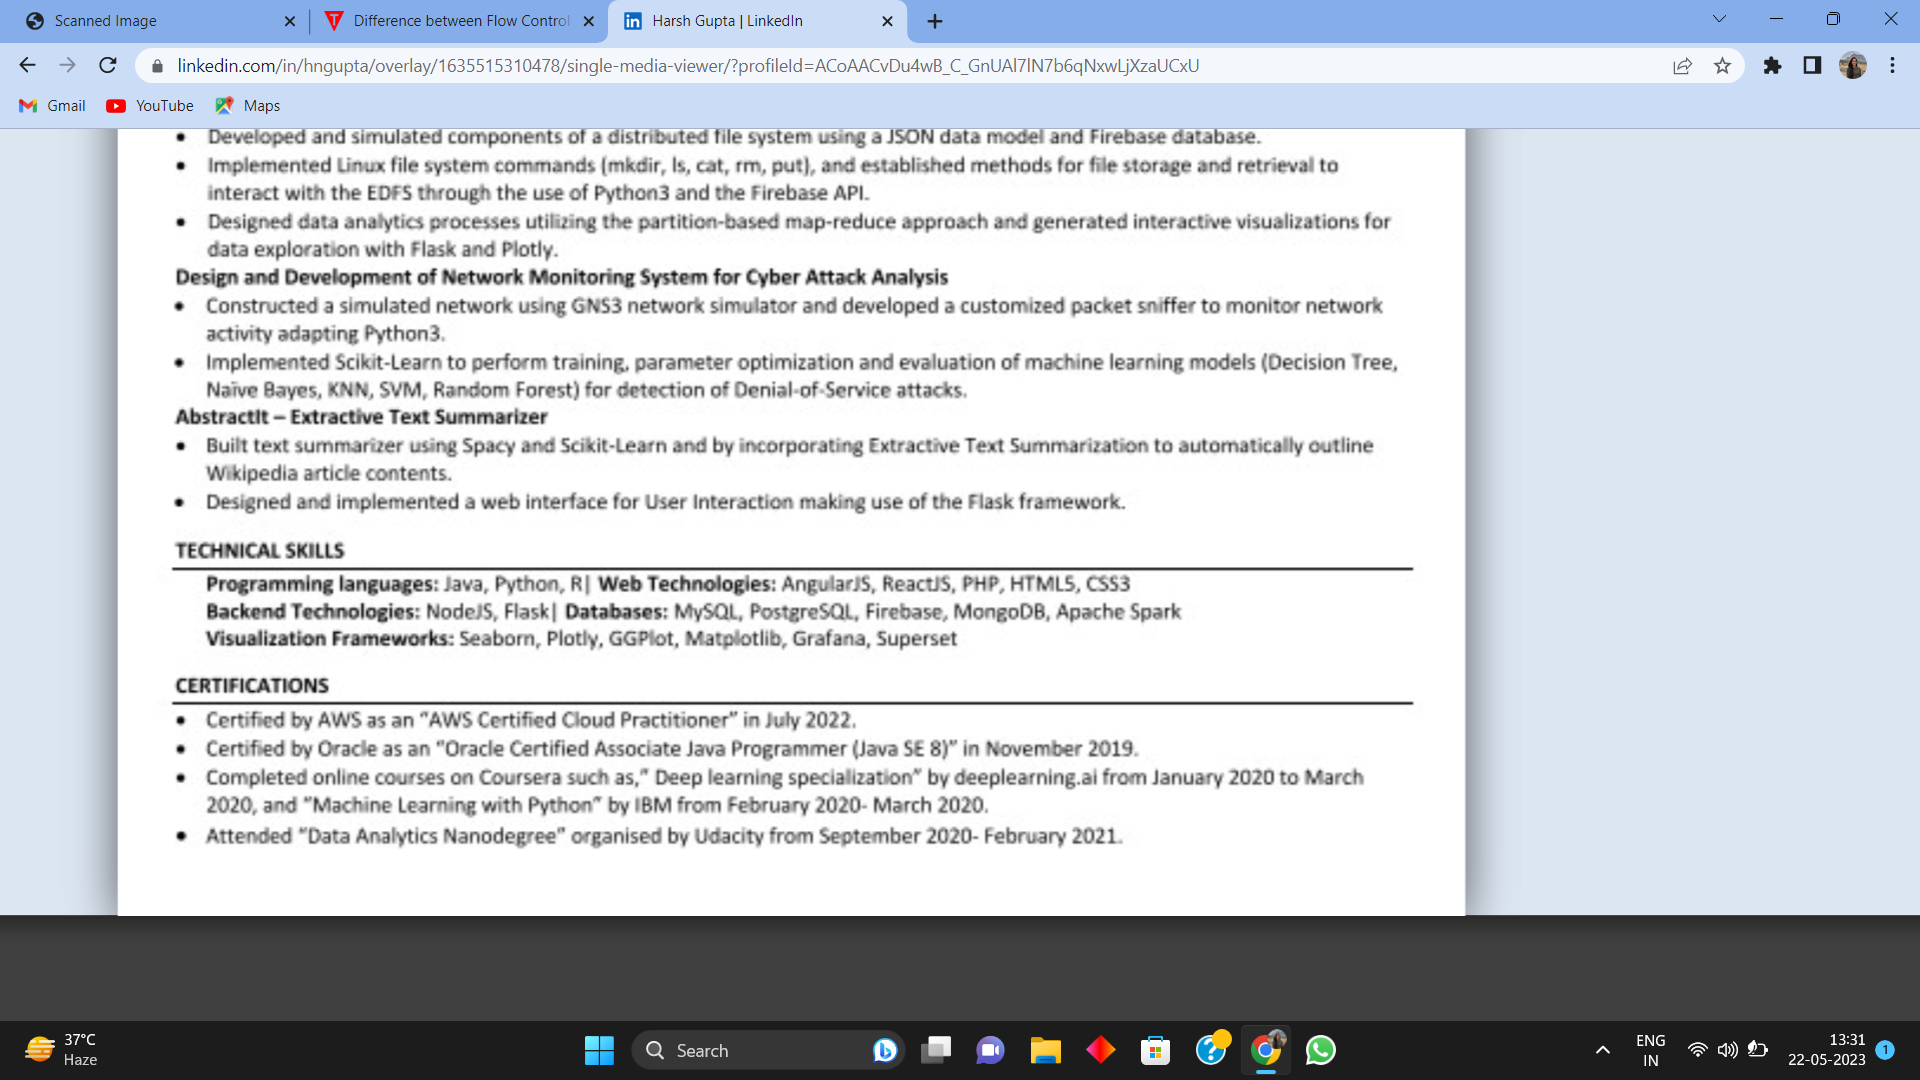 Scanned Image
Difference between Flow Control
Harsh Gupta | LinkedIn
linkedin.com/in/hngupta/overlay/1635515310478/single-media-viewer/?profileId=ACoAACvDu4wB_C_GnUAl7lN7b6qNxwLjXzaUCxU
Gmail YouTube Maps
• Developed and simulated components of a distributed file system using a JSON data model and Firebase database.
• Implemented Linux file system commands (mkdir, ls, cat, rm, put), and established methods for file storage and retrieval to
interact with the EDFS through the use of Python3 and the Firebase API.
• Designed data analytics processes utilizing the partition-based map-reduce approach and generated interactive visualizations for
data exploration with Flask and Plotly.
Design and Development of Network Monitoring System for Cyber Attack Analysis
• Constructed a simulated network using GNS3 network simulator and developed a customized packet sniffer to monitor network
activity adapting Python3.
• Implemented Scikit-Learn to perform training, parameter optimization and evaluation of machine learning models (Decision Tree,
Naïve Bayes, KNN, SVM, Random Forest) for detection of Denial-of-Service attacks.
AbstractIt – Extractive Text Summarizer
• Built text summarizer using Spacy and Scikit-Learn and by incorporating Extractive Text Summarization to automatically outline
Wikipedia article contents.
• Designed and implemented a web interface for User Interaction making use of the Flask framework.
TECHNICAL SKILLS
Programming languages: Java, Python, R| Web Technologies: AngularJS, ReactJS, PHP, HTML5, CSS3
Backend Technologies: NodeJS, Flask| Databases: MySQL, PostgreSQL, Firebase, MongoDB, Apache Spark
Visualization Frameworks: Seaborn, Plotly, GGPlot, Matplotlib, Grafana, Superset
CERTIFICATIONS
• Certified by AWS as an “AWS Certified Cloud Practitioner” in July 2022.
• Certified by Oracle as an “Oracle Certified Associate Java Programmer (Java SE 8)” in November 2019.
• Completed online courses on Coursera such as,” Deep learning specialization” by deeplearning.ai from January 2020 to March
2020, and “Machine Learning with Python” by IBM from February 2020- March 2020.
• Attended “Data Analytics Nanodegree” organised by Udacity from September 2020- February 2021.
37°C
Haze
Search
ENG
IN
13:31
22-05-2023
1